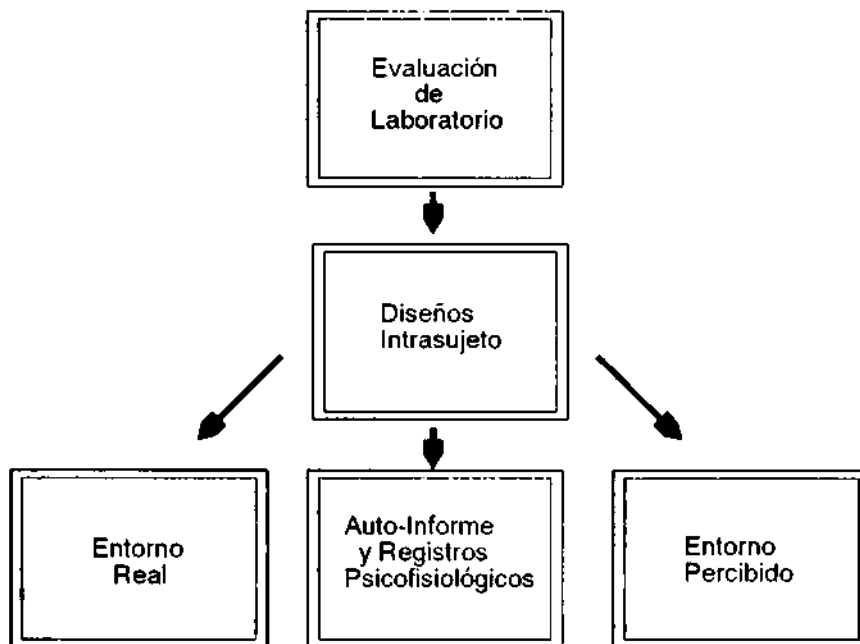 Evaluación
de
Laboratorio
Diseños
Intrasujeto
Entorno
Real
Auto-Informe
y Registros
Psicofisiológicos
Entorno
Percibido